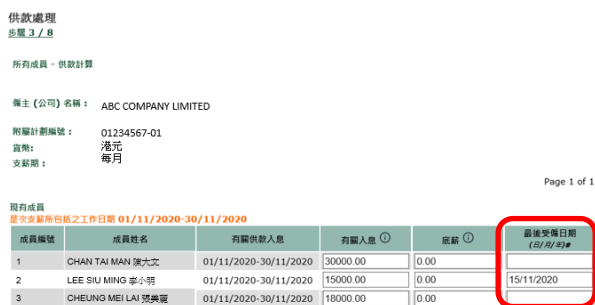 供款處理
步驟 3 / 8
所有成員 - 供款計算
僱主 (公司) 名稱： ABC COMPANY LIMITED
附屬計劃編號： 01234567-01
貨幣： 港元
支薪期： 每月
Page 1 of 1
現有成員
是次支薪所包括之工作日期 01/11/2020-30/11/2020
成員編號 成員姓名 有關供款入息 有關入息 ⓘ 底薪 ⓘ 最後受僱日期
(日/月/年)#
1 CHAN TAI MAN 陳大文 01/11/2020-30/11/2020 30000.00 0.00
2 LEE SIU MING 李小明 01/11/2020-30/11/2020 15000.00 0.00 15/11/2020
3 CHEUNG MEI LAI 張美麗 01/11/2020-30/11/2020 18000.00 0.00